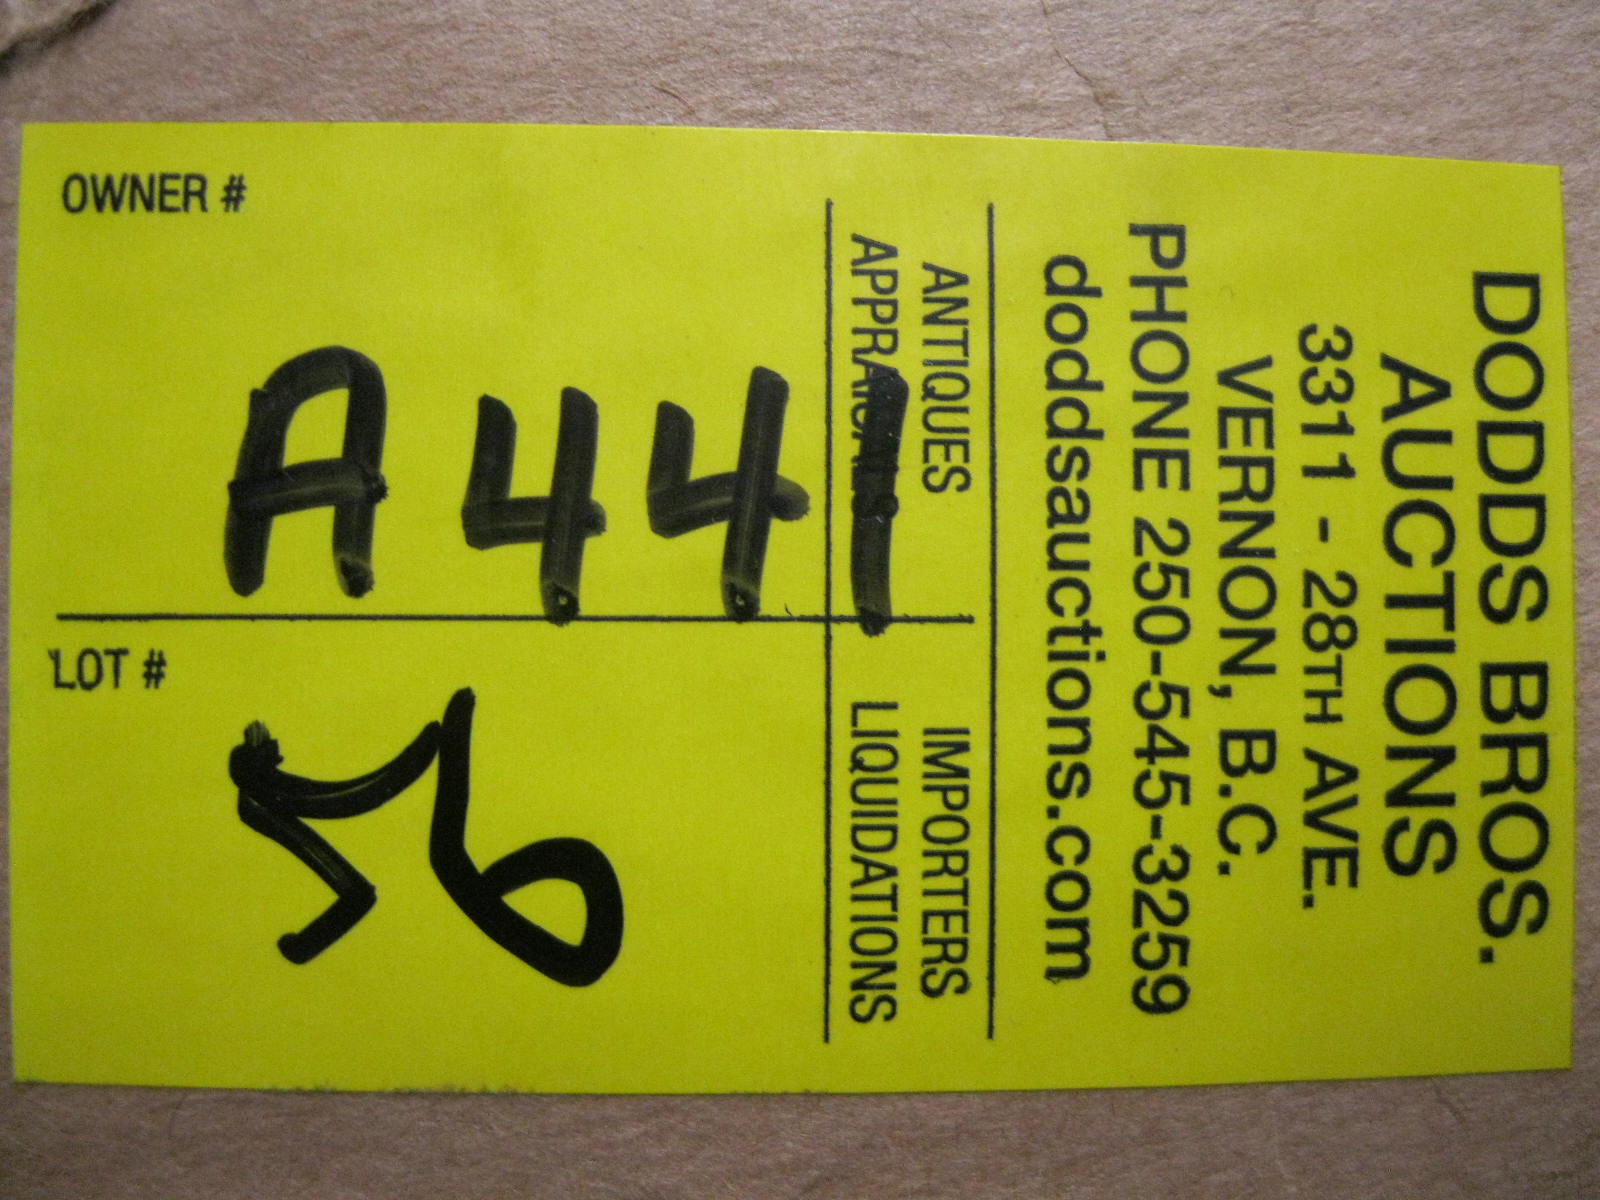 DODDS BROS.
AUCTIONS
3311 - 28TH AVE.
VERNON, B.C.
PHONE 250-545-3259
doddsauctions.com
ANTIQUES IMPORTERS
APPRAISALS LIQUIDATIONS
OWNER #
A441
LOT #
56